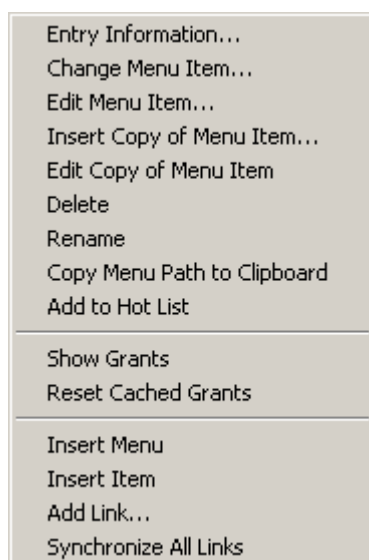 Entry Information...
Change Menu Item...
Edit Menu Item...
Insert Copy of Menu Item...
Edit Copy of Menu Item
Delete
Rename
Copy Menu Path to Clipboard
Add to Hot List
Show Grants
Reset Cached Grants
Insert Menu
Insert Item
Add Link...
Synchronize All Links